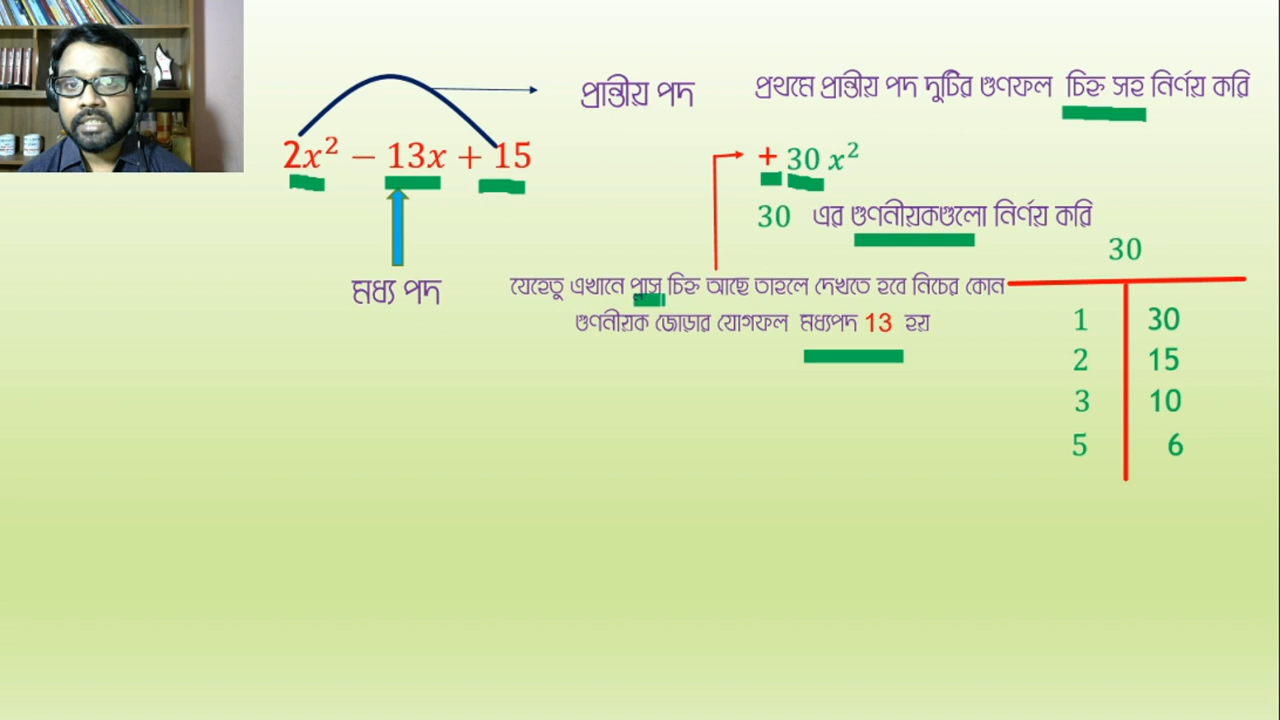 প্রান্তীয় পদ
প্রথমে প্রান্তীয় পদ দুটির গুণফল চিহ্ন সহ নির্ণয় করি
2x² − 13x + 15
+ 30 x²
30 এর গুণনীয়কগুলো নির্ণয় করি
মধ্য পদ
যেহেতু এখানে প্লাস চিহ্ন আছে তাহলে দেখতে হবে নিচের কোন
গুণনীয়ক জোড়ার যোগফল মধ্যপদ 13 হয়
30
1 30
2 15
3 10
5 6